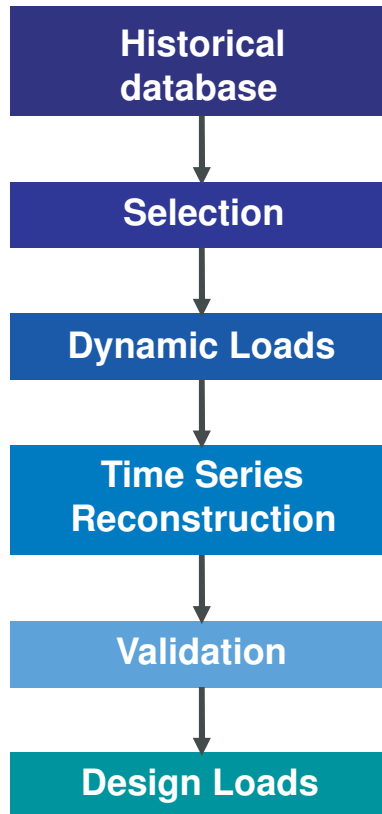 Historical
database
Selection
Dynamic Loads
Time Series
Reconstruction
Validation
Design Loads